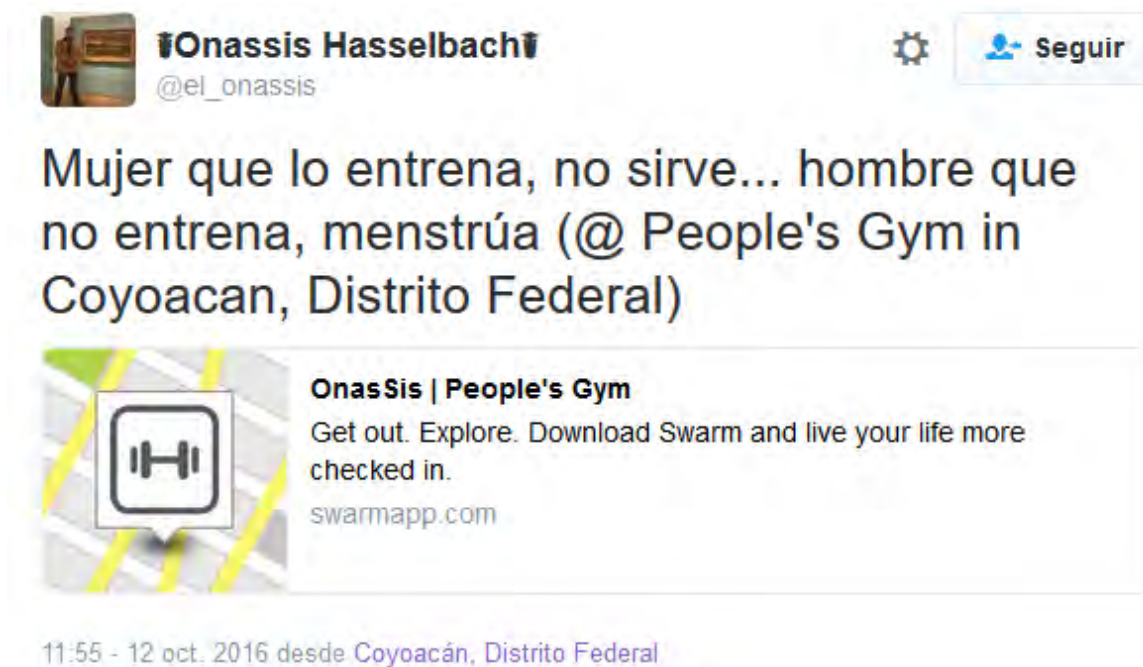 Onassis Hasselbach
@el_onassis
Seguir
Mujer que lo entrena, no sirve... hombre que
no entrena, menstrúa (@ People's Gym in
Coyoacan, Distrito Federal)
OnasSis | People's Gym
Get out. Explore. Download Swarm and live your life more
checked in.
swarmapp.com
11:55 - 12 oct. 2016 desde Coyoacán, Distrito Federal